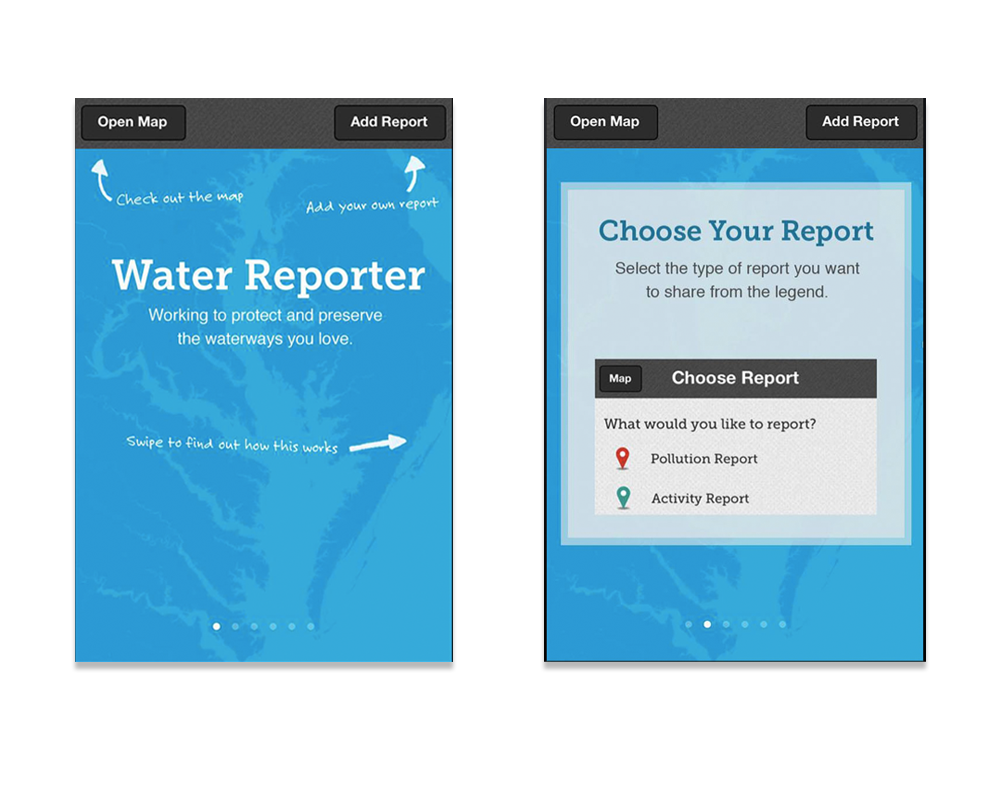 Open Map
Add Report
Check out the map
Add your own report
Water Reporter
Working to protect and preserve
the waterways you love.
Swipe to find out how this works
Open Map
Add Report
Choose Your Report
Select the type of report you want
to share from the legend.
Map
Choose Report
What would you like to report?
Pollution Report
Activity Report